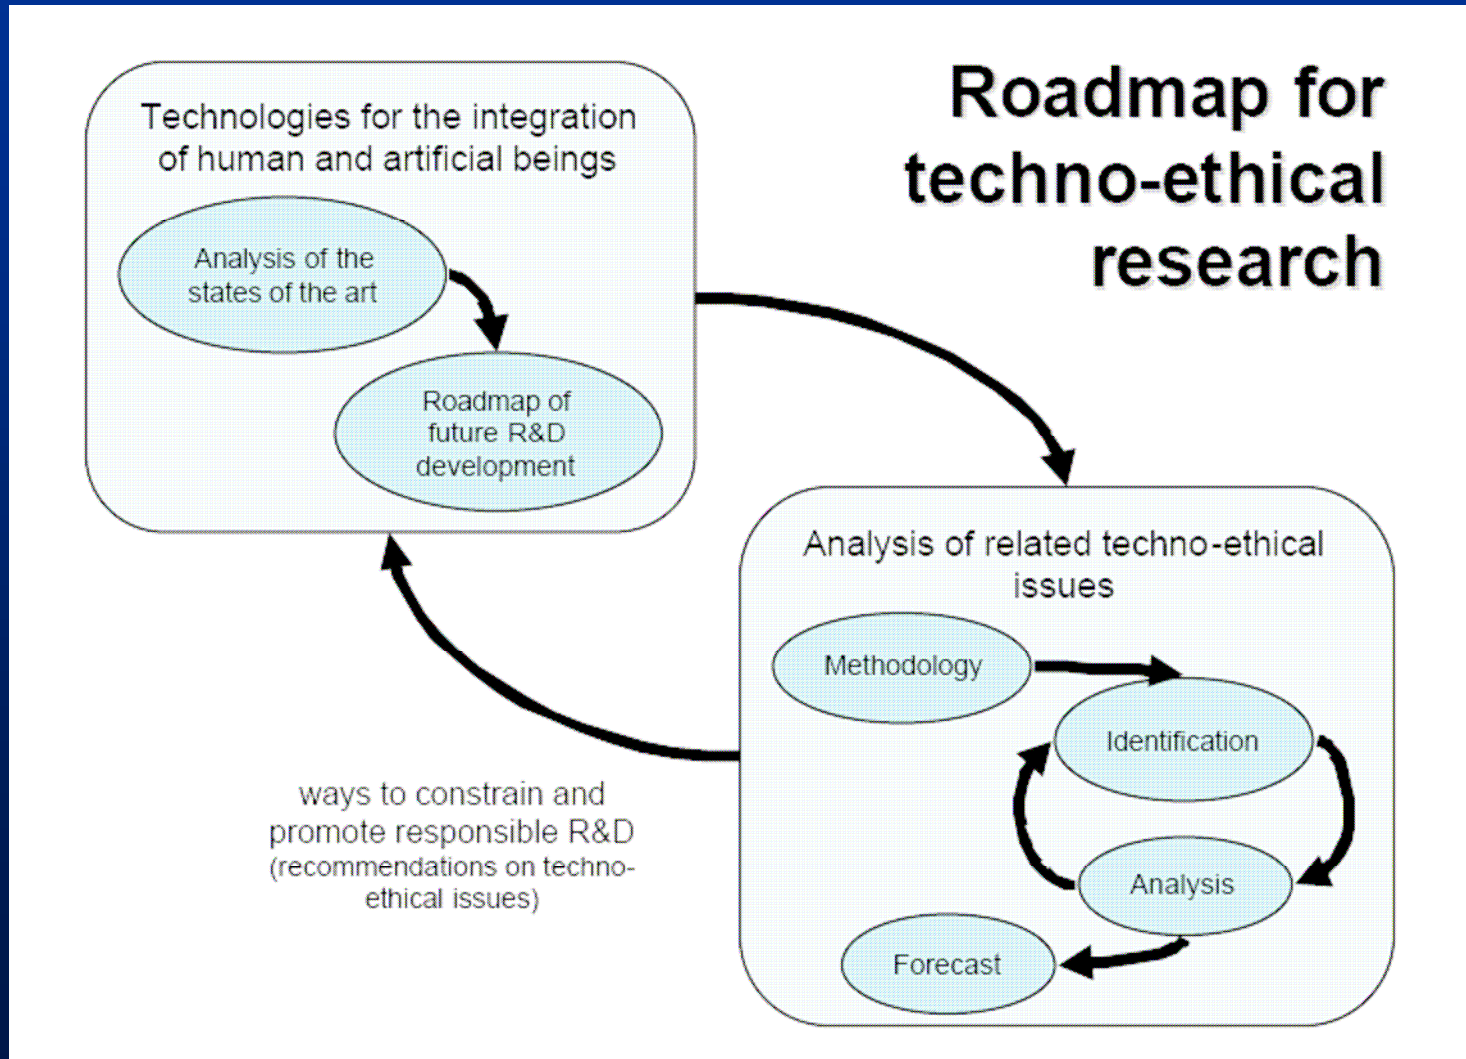 Roadmap for
techno-ethical
research
Technologies for the integration
of human and artificial beings
Analysis of the
states of the art
Roadmap of
future R&D
development
Analysis of related techno-ethical
issues
Methodology
Identification
Analysis
Forecast
ways to constrain and
promote responsible R&D
(recommendations on techno-
ethical issues)